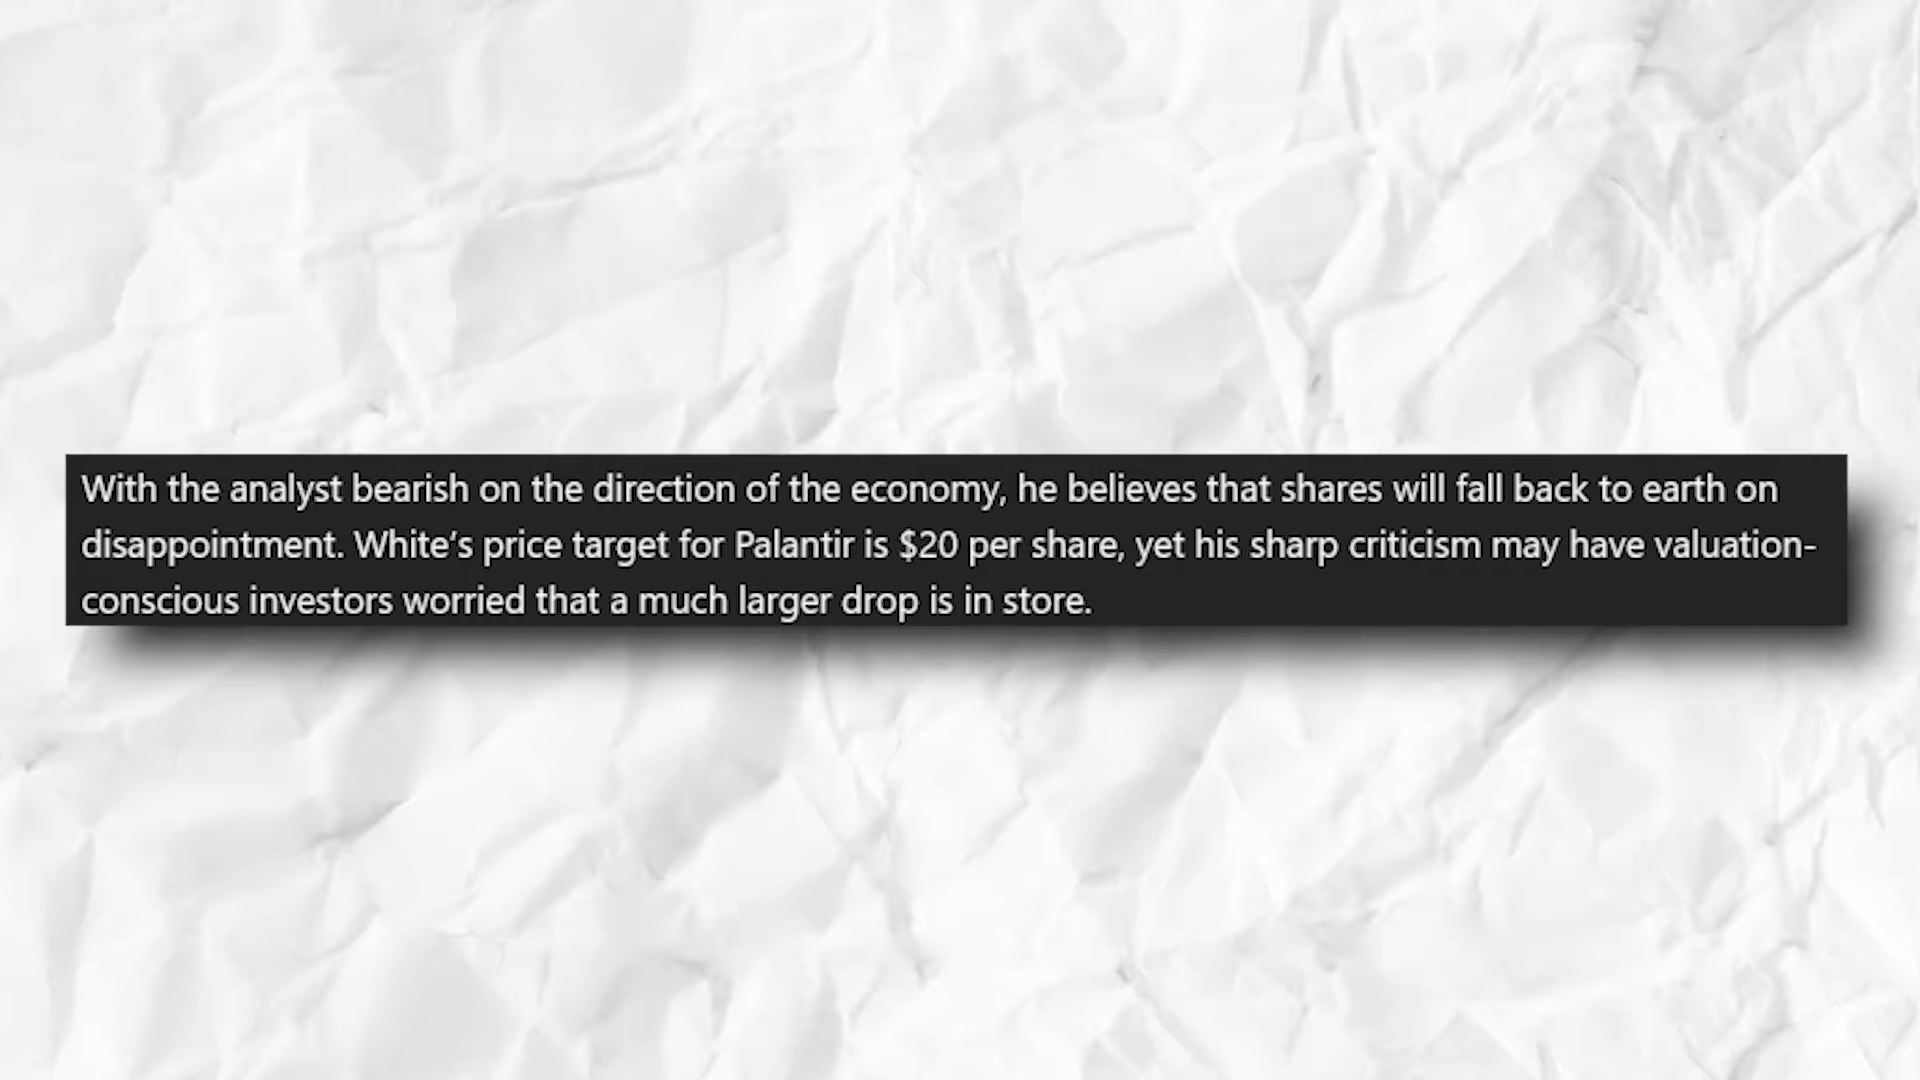 With the analyst bearish on the direction of the economy, he believes that shares will fall back to earth on
disappointment. White’s price target for Palantir is $20 per share, yet his sharp criticism may have valuation-
conscious investors worried that a much larger drop is in store.